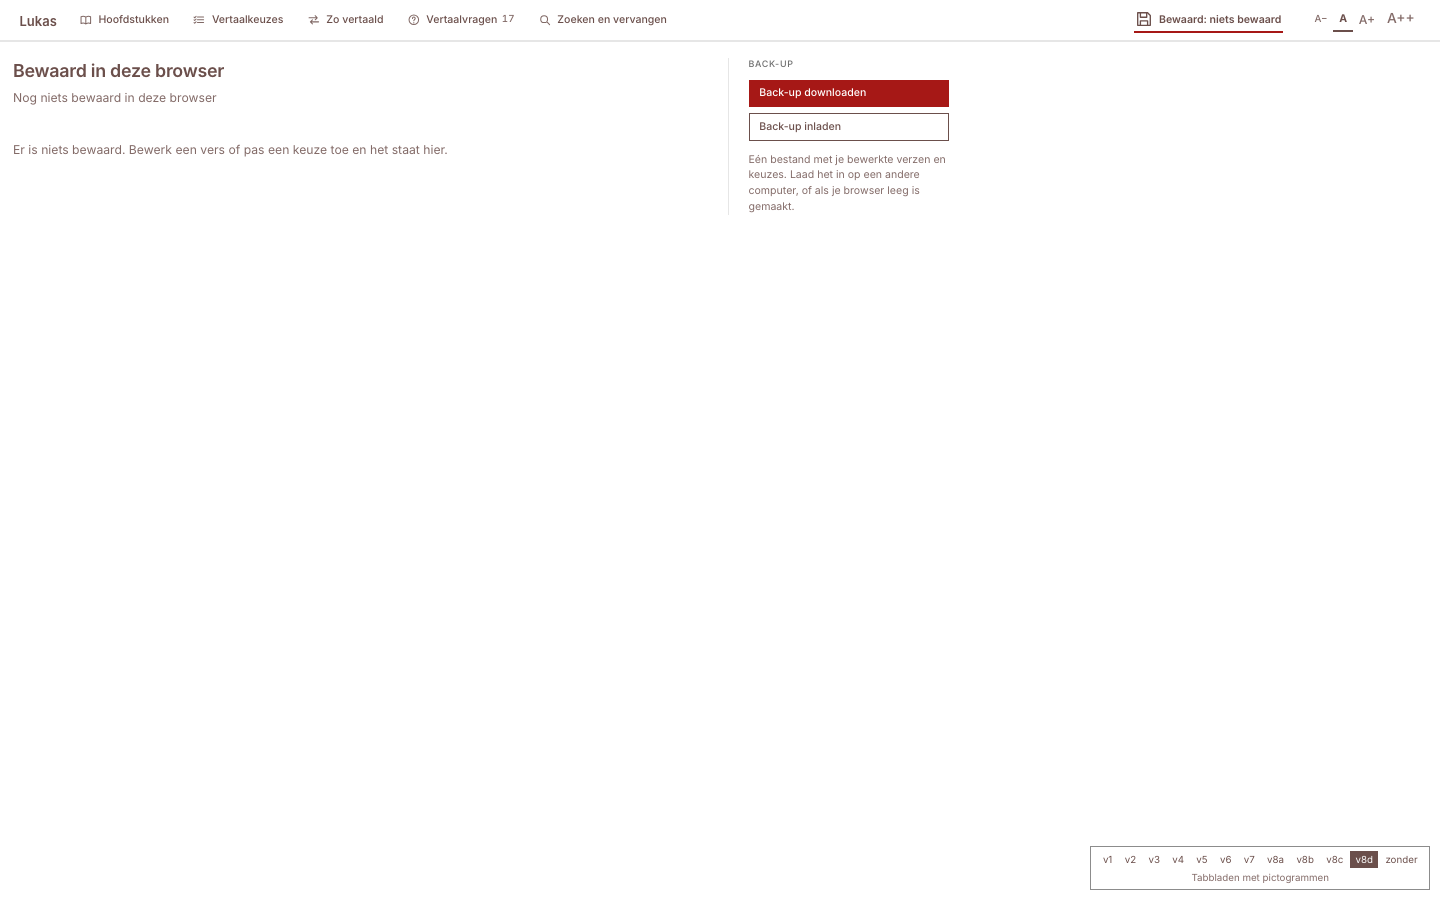 Lukas Hoofdstukken Vertaalkeuzes Zo vertaald Vertaalvragen 17 Zoeken en vervangen Bewaard: niets bewaard A− A A+ A++
Bewaard in deze browser
Nog niets bewaard in deze browser
Er is niets bewaard. Bewerk een vers of pas een keuze toe en het staat hier.
BACK-UP
Back-up downloaden
Back-up inladen
Eén bestand met je bewerkte verzen en
keuzes. Laad het in op een andere
computer, of als je browser leeg is
gemaakt.
v1 v2 v3 v4 v5 v6 v7 v8a v8b v8c v8d zonder
Tabbladen met pictogrammen